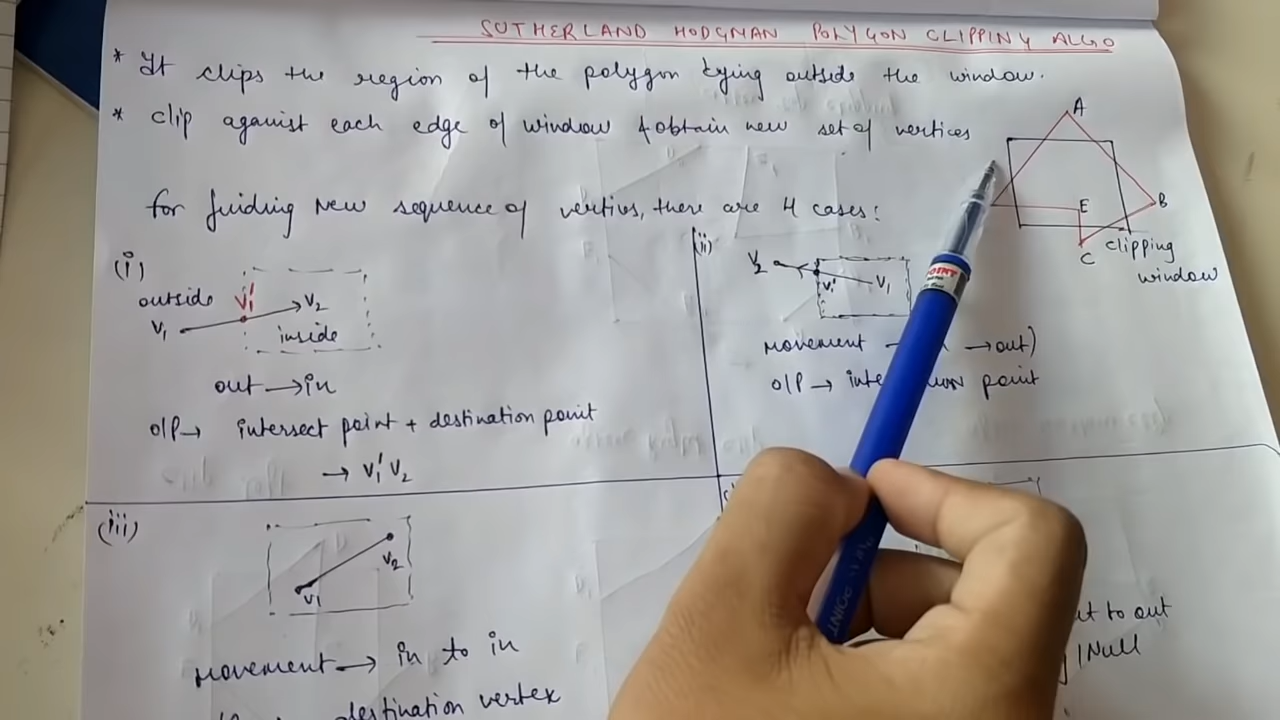 SUTHERLAND HODGMAN POLYGON CLIPPING ALGO
* It clips the region of the polygon lying outside the window.
* clip against each edge of window & obtain new set of vertices
A
B
E
C
clipping
window
for finding New sequence of vertices, there are 4 cases:
(i)
outside V1' V2
V1 inside
out → in
O/P → intersect point + destination point
→ V1' V2
(ii)
V2 V1' V1
Movement → out)
O/P → point
(iii)
V2
V1
Movement → in to in
destination vertex
to out
Null
POINT
POINT